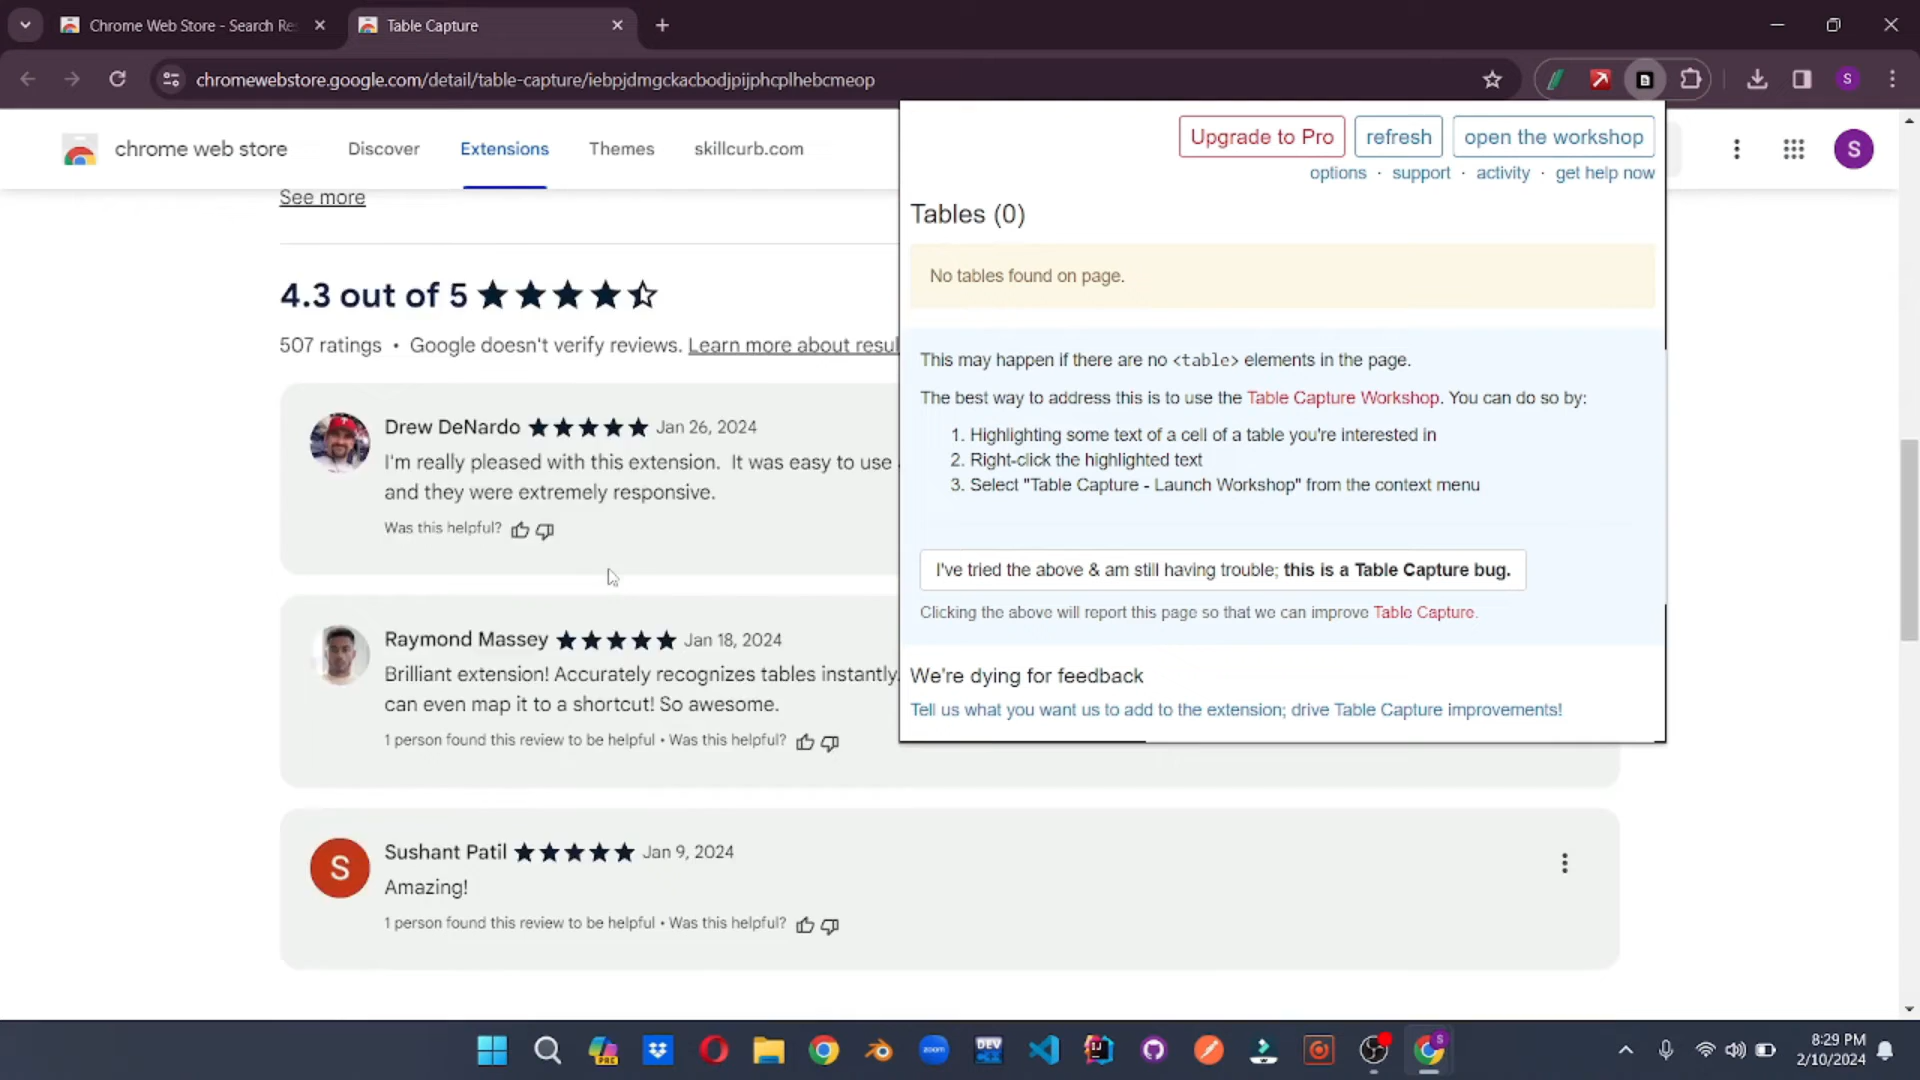 Chrome Web Store - Search Re
Table Capture
chromewebstore.google.com/detail/table-capture/iebpjdmgckacbodjpijphcplhebcmeop
S
chrome web store
Discover
Extensions
Themes
skillcurb.com
S
See more
4.3 out of 5
507 ratings • Google doesn't verify reviews. Learn more about resul
Drew DeNardo Jan 26, 2024
I'm really pleased with this extension. It was easy to use
and they were extremely responsive.
Was this helpful?
Raymond Massey Jan 18, 2024
Brilliant extension! Accurately recognizes tables instantly.
can even map it to a shortcut! So awesome.
1 person found this review to be helpful • Was this helpful?
S
Sushant Patil Jan 9, 2024
Amazing!
1 person found this review to be helpful • Was this helpful?
Upgrade to Pro
refresh
open the workshop
options · support · activity · get help now
Tables (0)
No tables found on page.
This may happen if there are no <table> elements in the page.
The best way to address this is to use the Table Capture Workshop. You can do so by:
1. Highlighting some text of a cell of a table you're interested in
2. Right-click the highlighted text
3. Select "Table Capture - Launch Workshop" from the context menu
I've tried the above & am still having trouble; this is a Table Capture bug.
Clicking the above will report this page so that we can improve Table Capture.
We're dying for feedback
Tell us what you want us to add to the extension; drive Table Capture improvements!
PRE
zoom
DEV
S
8:29 PM
2/10/2024